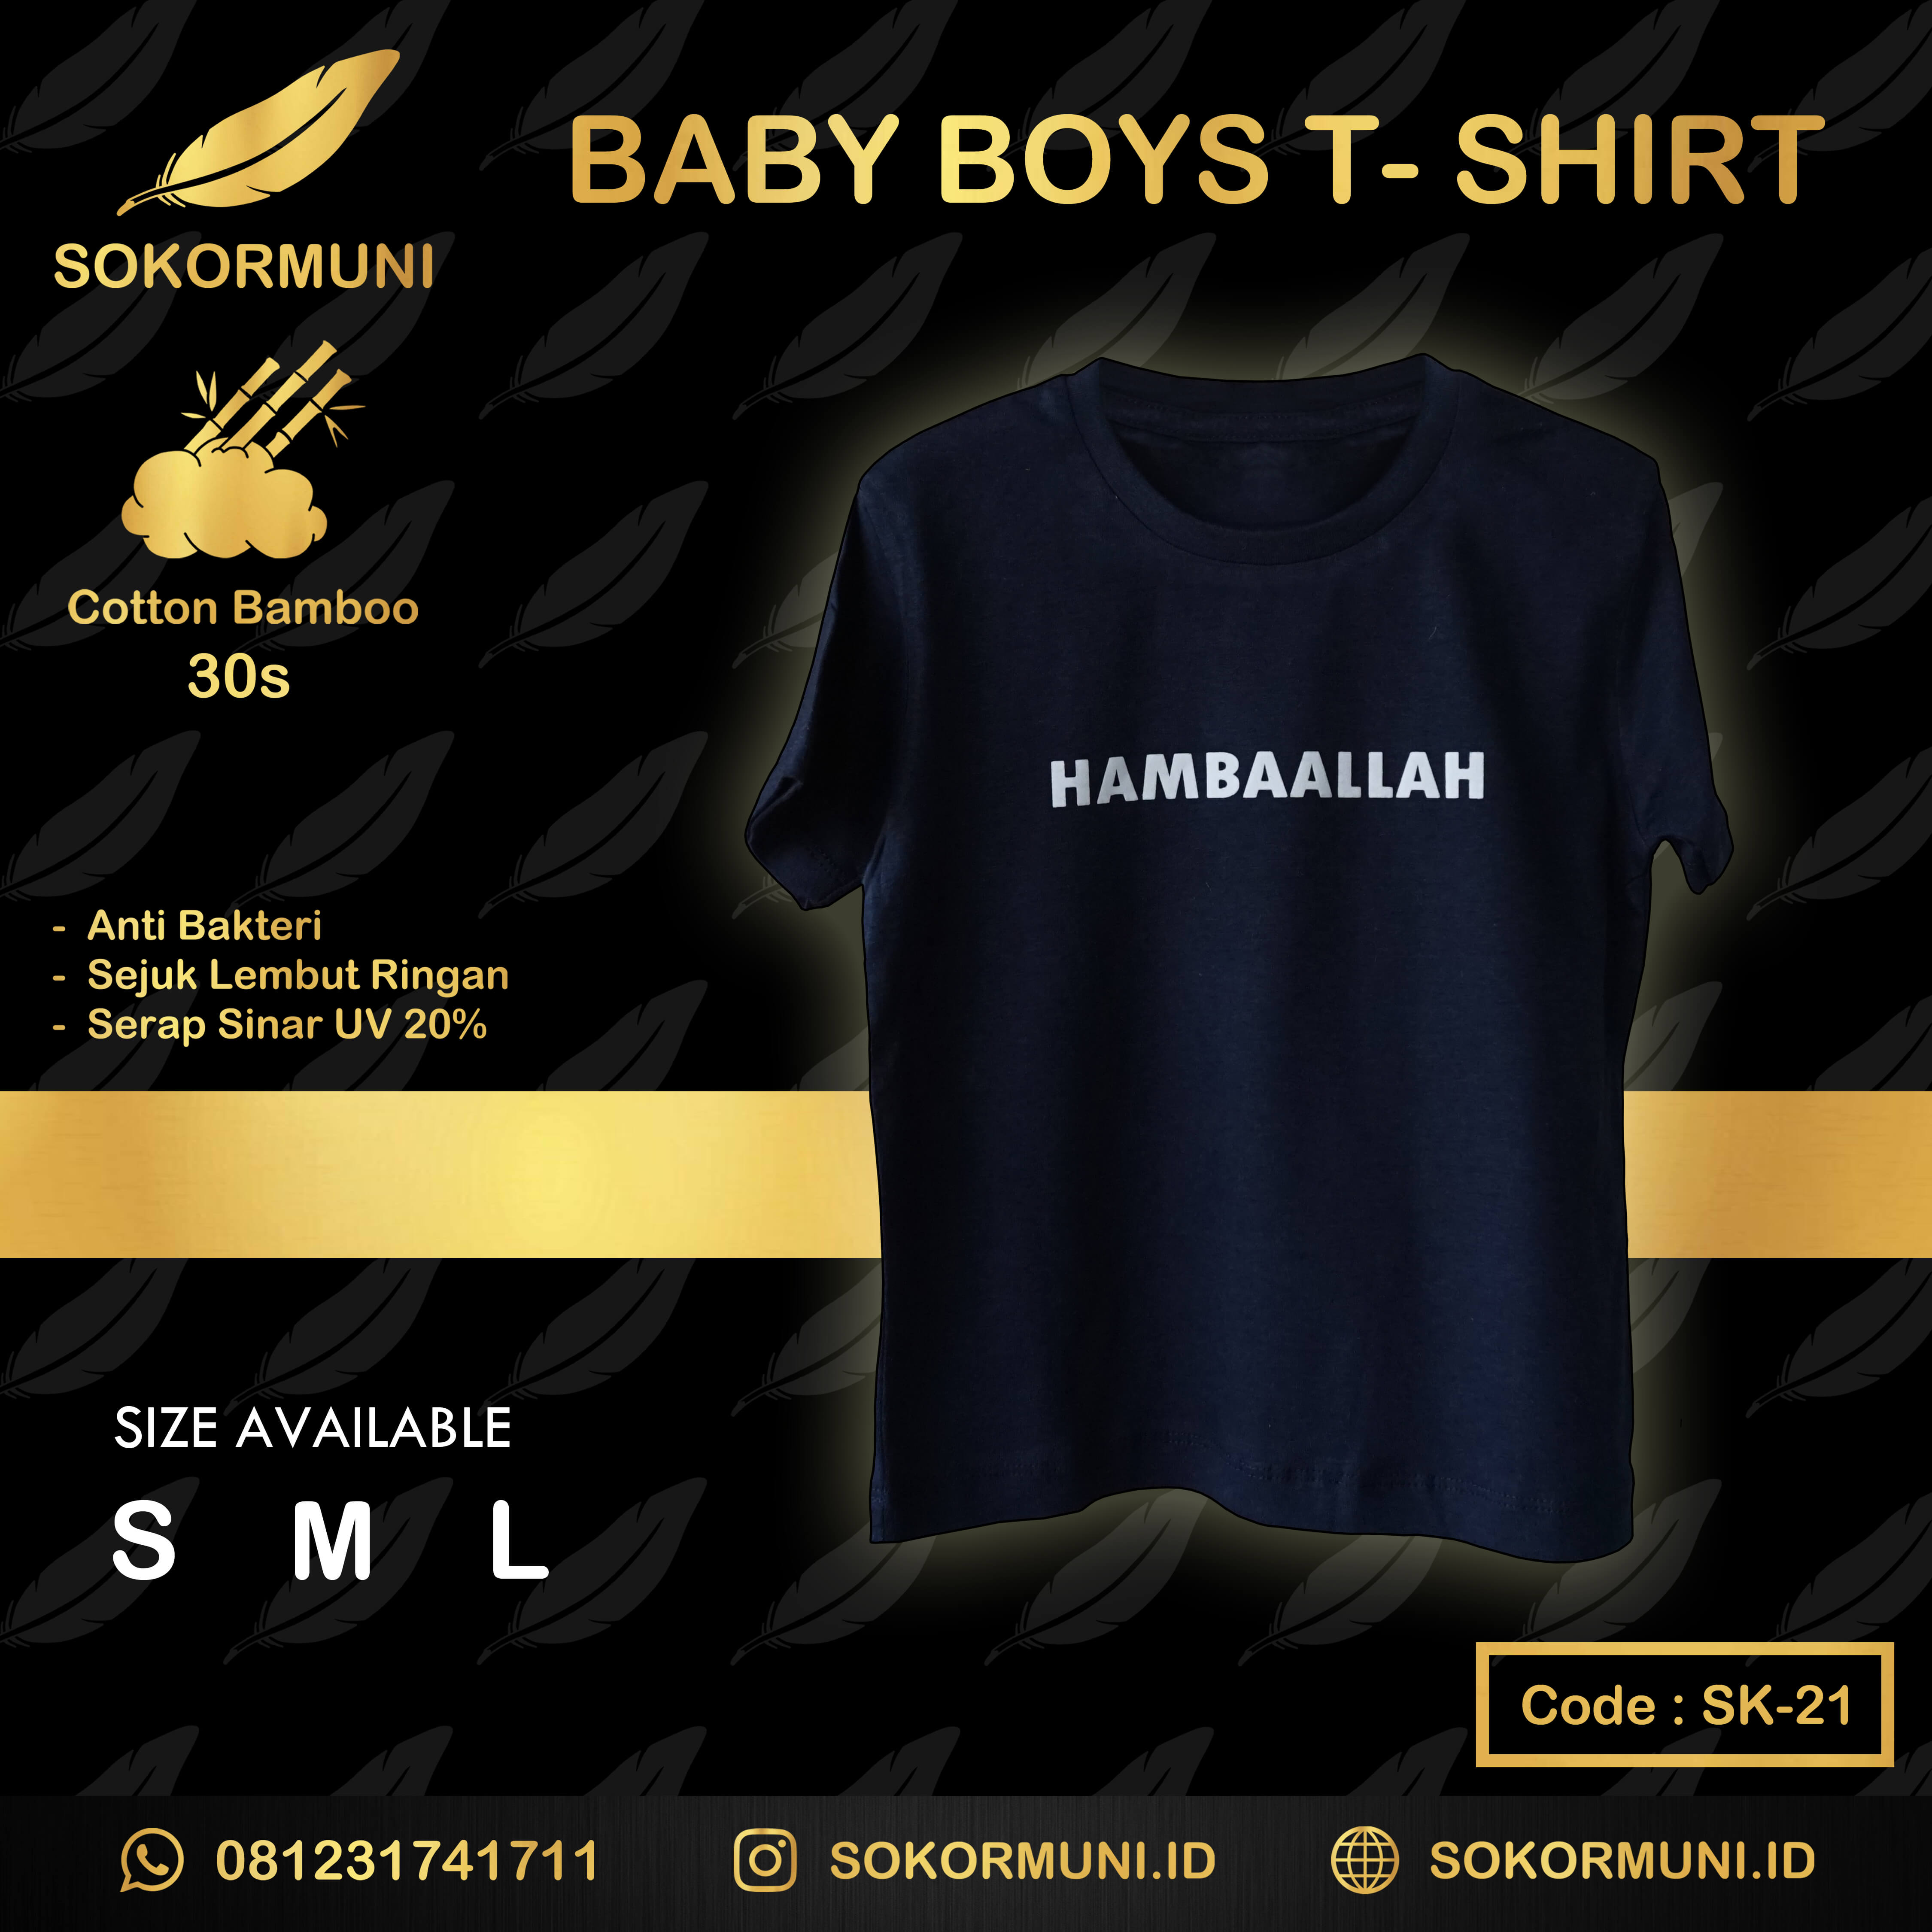 SOKORMUNI
BABY BOYS T- SHIRT
Cotton Bamboo
30s
HAMBAALLAH
- Anti Bakteri
- Sejuk Lembut Ringan
- Serap Sinar UV 20%
SIZE AVAILABLE
S M L
Code : SK-21
081231741711 SOKORMUNI.ID SOKORMUNI.ID